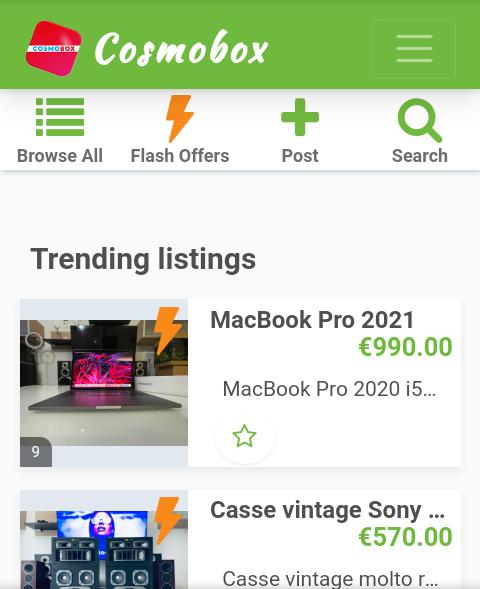 COSMOBOX
Cosmobox
Browse All
Flash Offers
Post
Search
Trending listings
MacBook Pro 2021
€990.00
MacBook Pro 2020 i5...
9
Casse vintage Sony ...
€570.00
Casse vintage molto r...